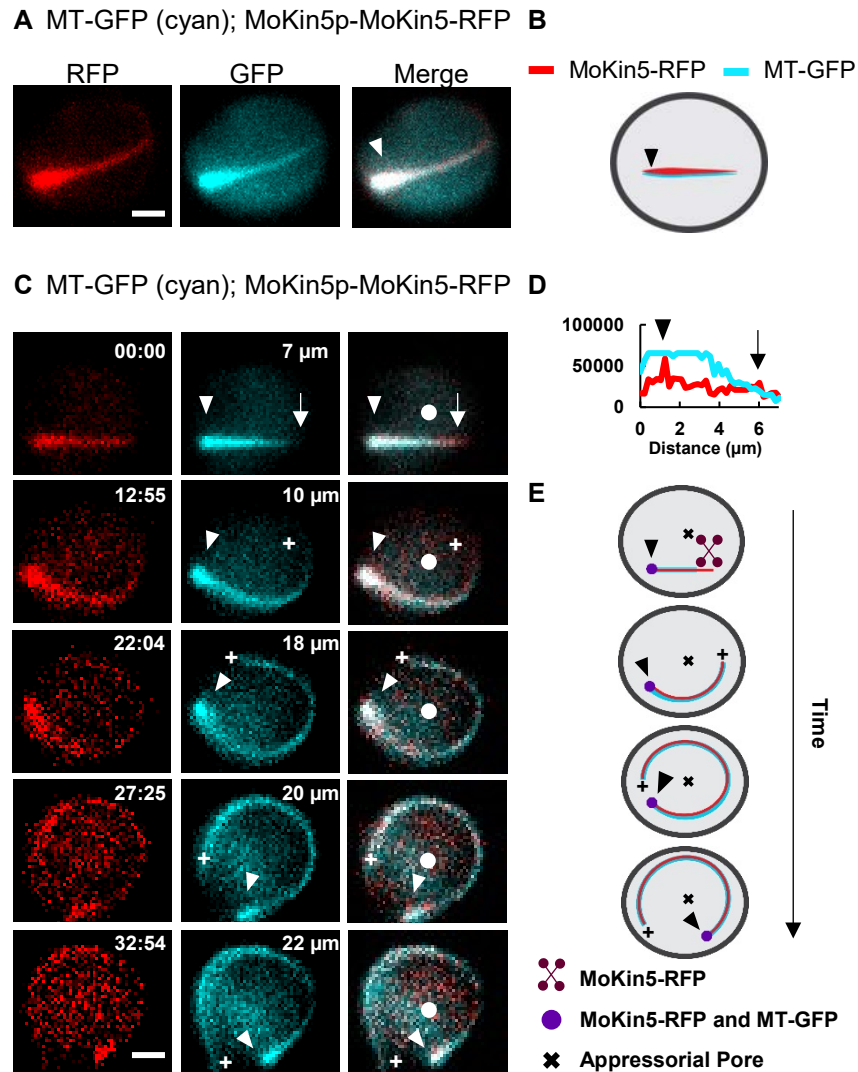 A MT-GFP (cyan); MoKin5p-MoKin5-RFP
RFP GFP Merge
B
MoKin5-RFP MT-GFP
C MT-GFP (cyan); MoKin5p-MoKin5-RFP
00:00 7 µm
12:55 10 µm
+ +
22:04 18 µm
+ +
27:25 20 µm
+ +
32:54 22 µm
+ +
D
100000
50000
0
0 2 4 6
Distance (µm)
E
+
+
+
Time
MoKin5-RFP
MoKin5-RFP and MT-GFP
Appressorial Pore